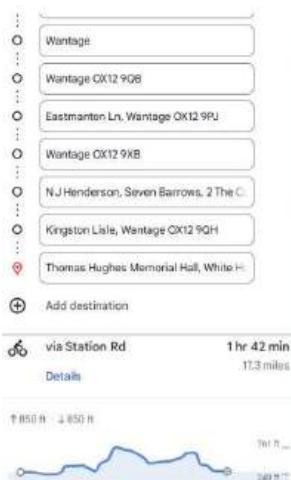 Wantage
Wantage OX12 9QB
Eastmanton Ln, Wantage OX12 9PJ
Wantage OX12 9XB
N J Henderson, Seven Barrows, 2 The
Kingston Lisle, Wantage OX12 9QH
Thomas Hughes Memorial Hall, White
Add destination
via Station Rd 1 hr 42 min
17.3 miles
Details
↑ 850 ft · ↓ 850 ft